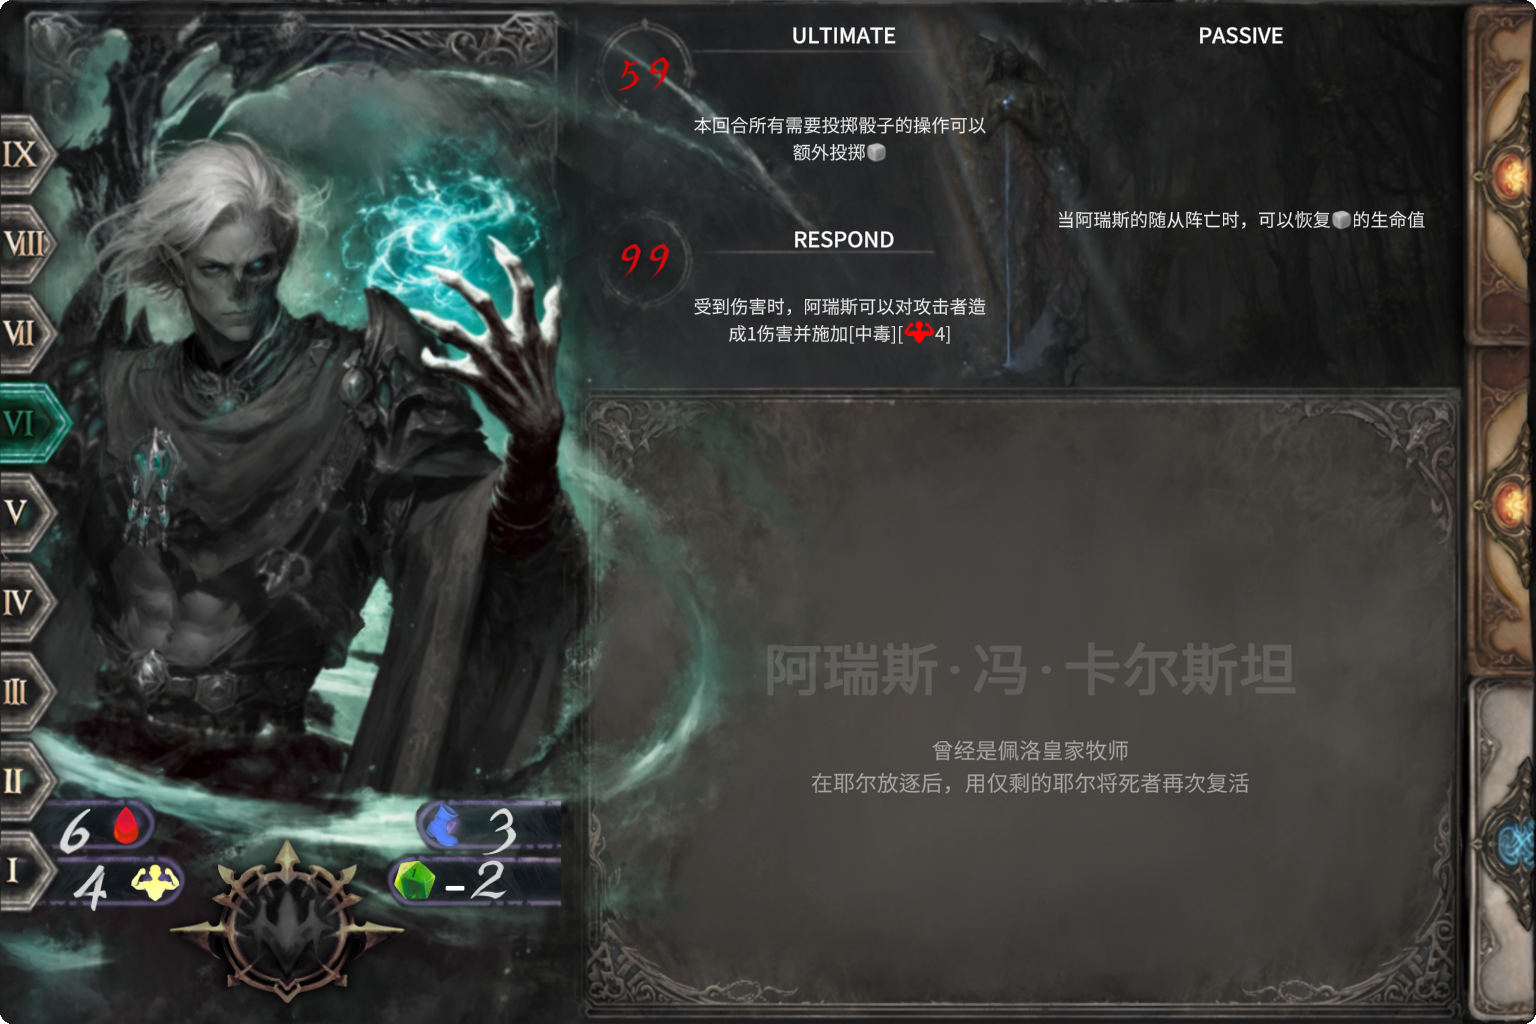 IX
VIII
VII
VI
V
IV
III
II
I
6
4
3
-2
59
ULTIMATE
本回合所有需要投掷骰子的操作可以
额外投掷
99
RESPOND
受到伤害时，阿瑞斯可以对攻击者造
成1伤害并施加[中毒][4]
PASSIVE
当阿瑞斯的随从阵亡时，可以恢复的生命值
阿瑞斯·冯·卡尔斯坦
曾经是佩洛皇家牧师
在耶尔放逐后，用仅剩的耶尔将死者再次复活